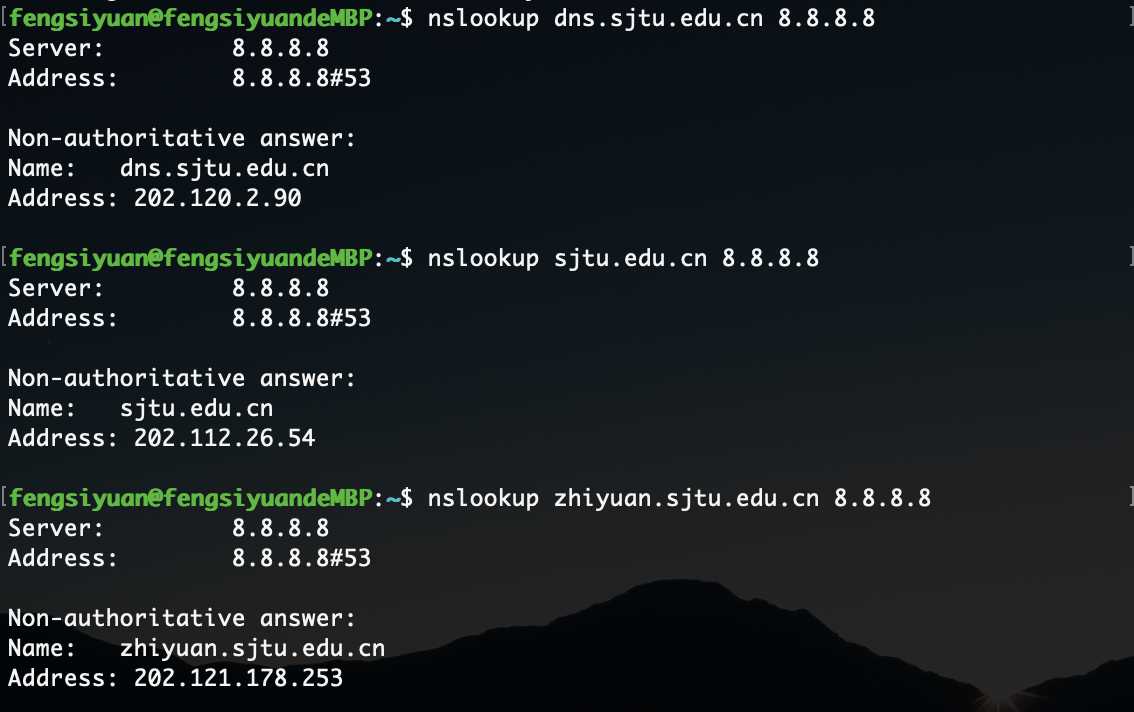 [fengsiyuan@fengsiyuandeMBP:~$ nslookup dns.sjtu.edu.cn 8.8.8.8 ]
Server: 8.8.8.8
Address: 8.8.8.8#53
Non-authoritative answer:
Name: dns.sjtu.edu.cn
Address: 202.120.2.90
[fengsiyuan@fengsiyuandeMBP:~$ nslookup sjtu.edu.cn 8.8.8.8 ]
Server: 8.8.8.8
Address: 8.8.8.8#53
Non-authoritative answer:
Name: sjtu.edu.cn
Address: 202.112.26.54
[fengsiyuan@fengsiyuandeMBP:~$ nslookup zhiyuan.sjtu.edu.cn 8.8.8.8 ]
Server: 8.8.8.8
Address: 8.8.8.8#53
Non-authoritative answer:
Name: zhiyuan.sjtu.edu.cn
Address: 202.121.178.253